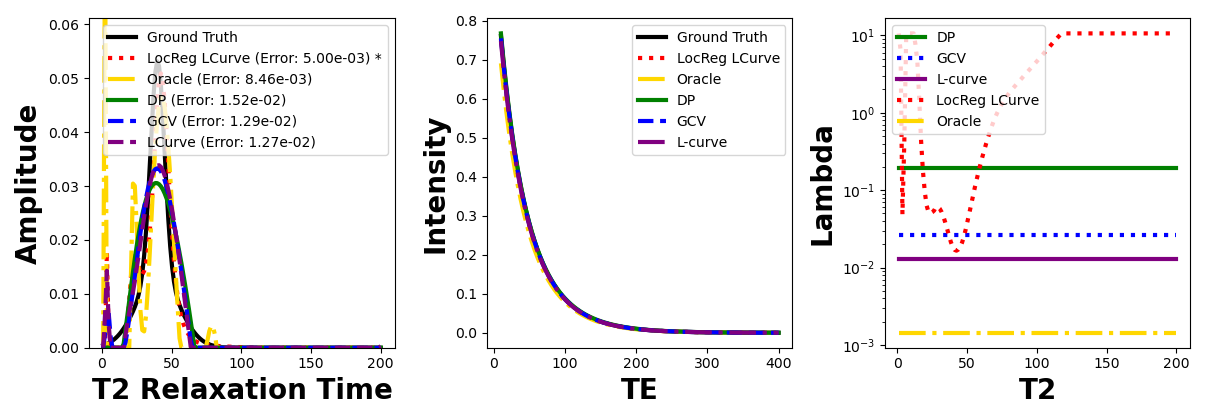 0.06
0.05
0.04
0.03
0.02
0.01
0.00
Amplitude
Ground Truth
LocReg LCurve (Error: 5.00e-03) *
Oracle (Error: 8.46e-03)
DP (Error: 1.52e-02)
GCV (Error: 1.29e-02)
LCurve (Error: 1.27e-02)
0 50 100 150 200
T2 Relaxation Time
0.8
0.7
0.6
0.5
0.4
0.3
0.2
0.1
0.0
Intensity
Ground Truth
LocReg LCurve
Oracle
DP
GCV
L-curve
0 100 200 300 400
TE
10^1
10^0
10^-1
10^-2
10^-3
Lambda
DP
GCV
L-curve
LocReg LCurve
Oracle
0 50 100 150 200
T2